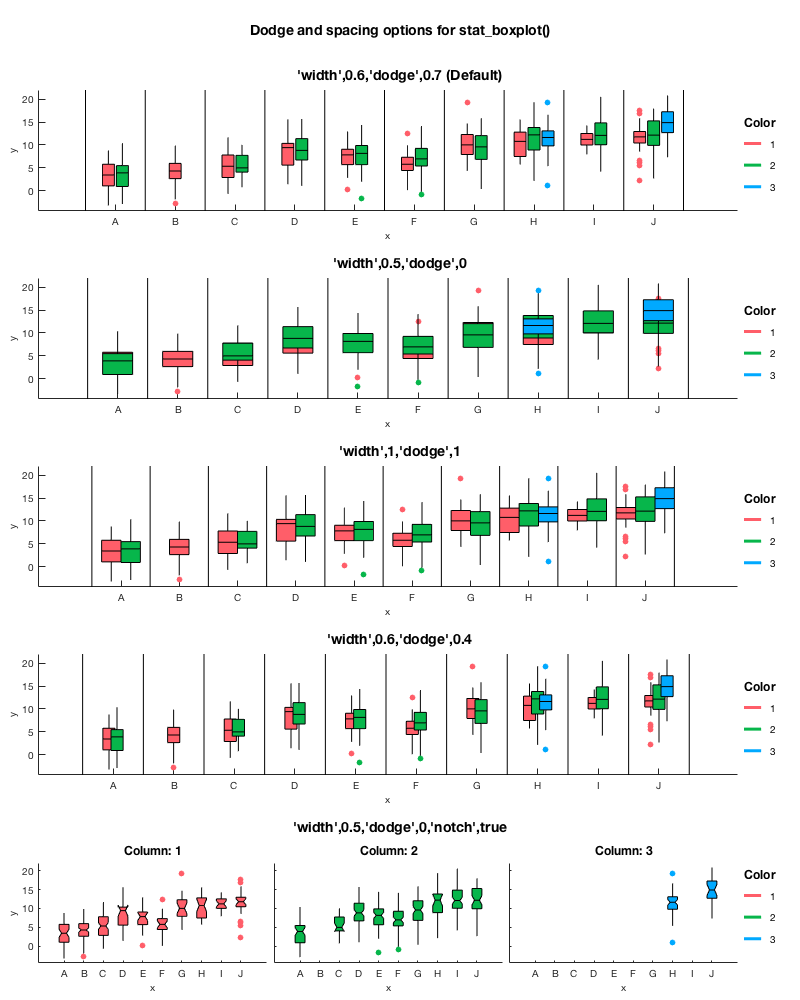 Dodge and spacing options for stat_boxplot()
'width',0.6,'dodge',0.7 (Default)
20
15
10
5
0
y
A B C D E F G H I J
x
Color
1
2
3
'width',0.5,'dodge',0
20
15
10
5
0
y
A B C D E F G H I J
x
Color
1
2
3
'width',1,'dodge',1
20
15
10
5
0
y
A B C D E F G H I J
x
Color
1
2
3
'width',0.6,'dodge',0.4
20
15
10
5
0
y
A B C D E F G H I J
x
Color
1
2
3
'width',0.5,'dodge',0,'notch',true
Column: 1 Column: 2 Column: 3
20
15
10
5
0
y
A B C D E F G H I J A B C D E F G H I J A B C D E F G H I J
x x x
Color
1
2
3